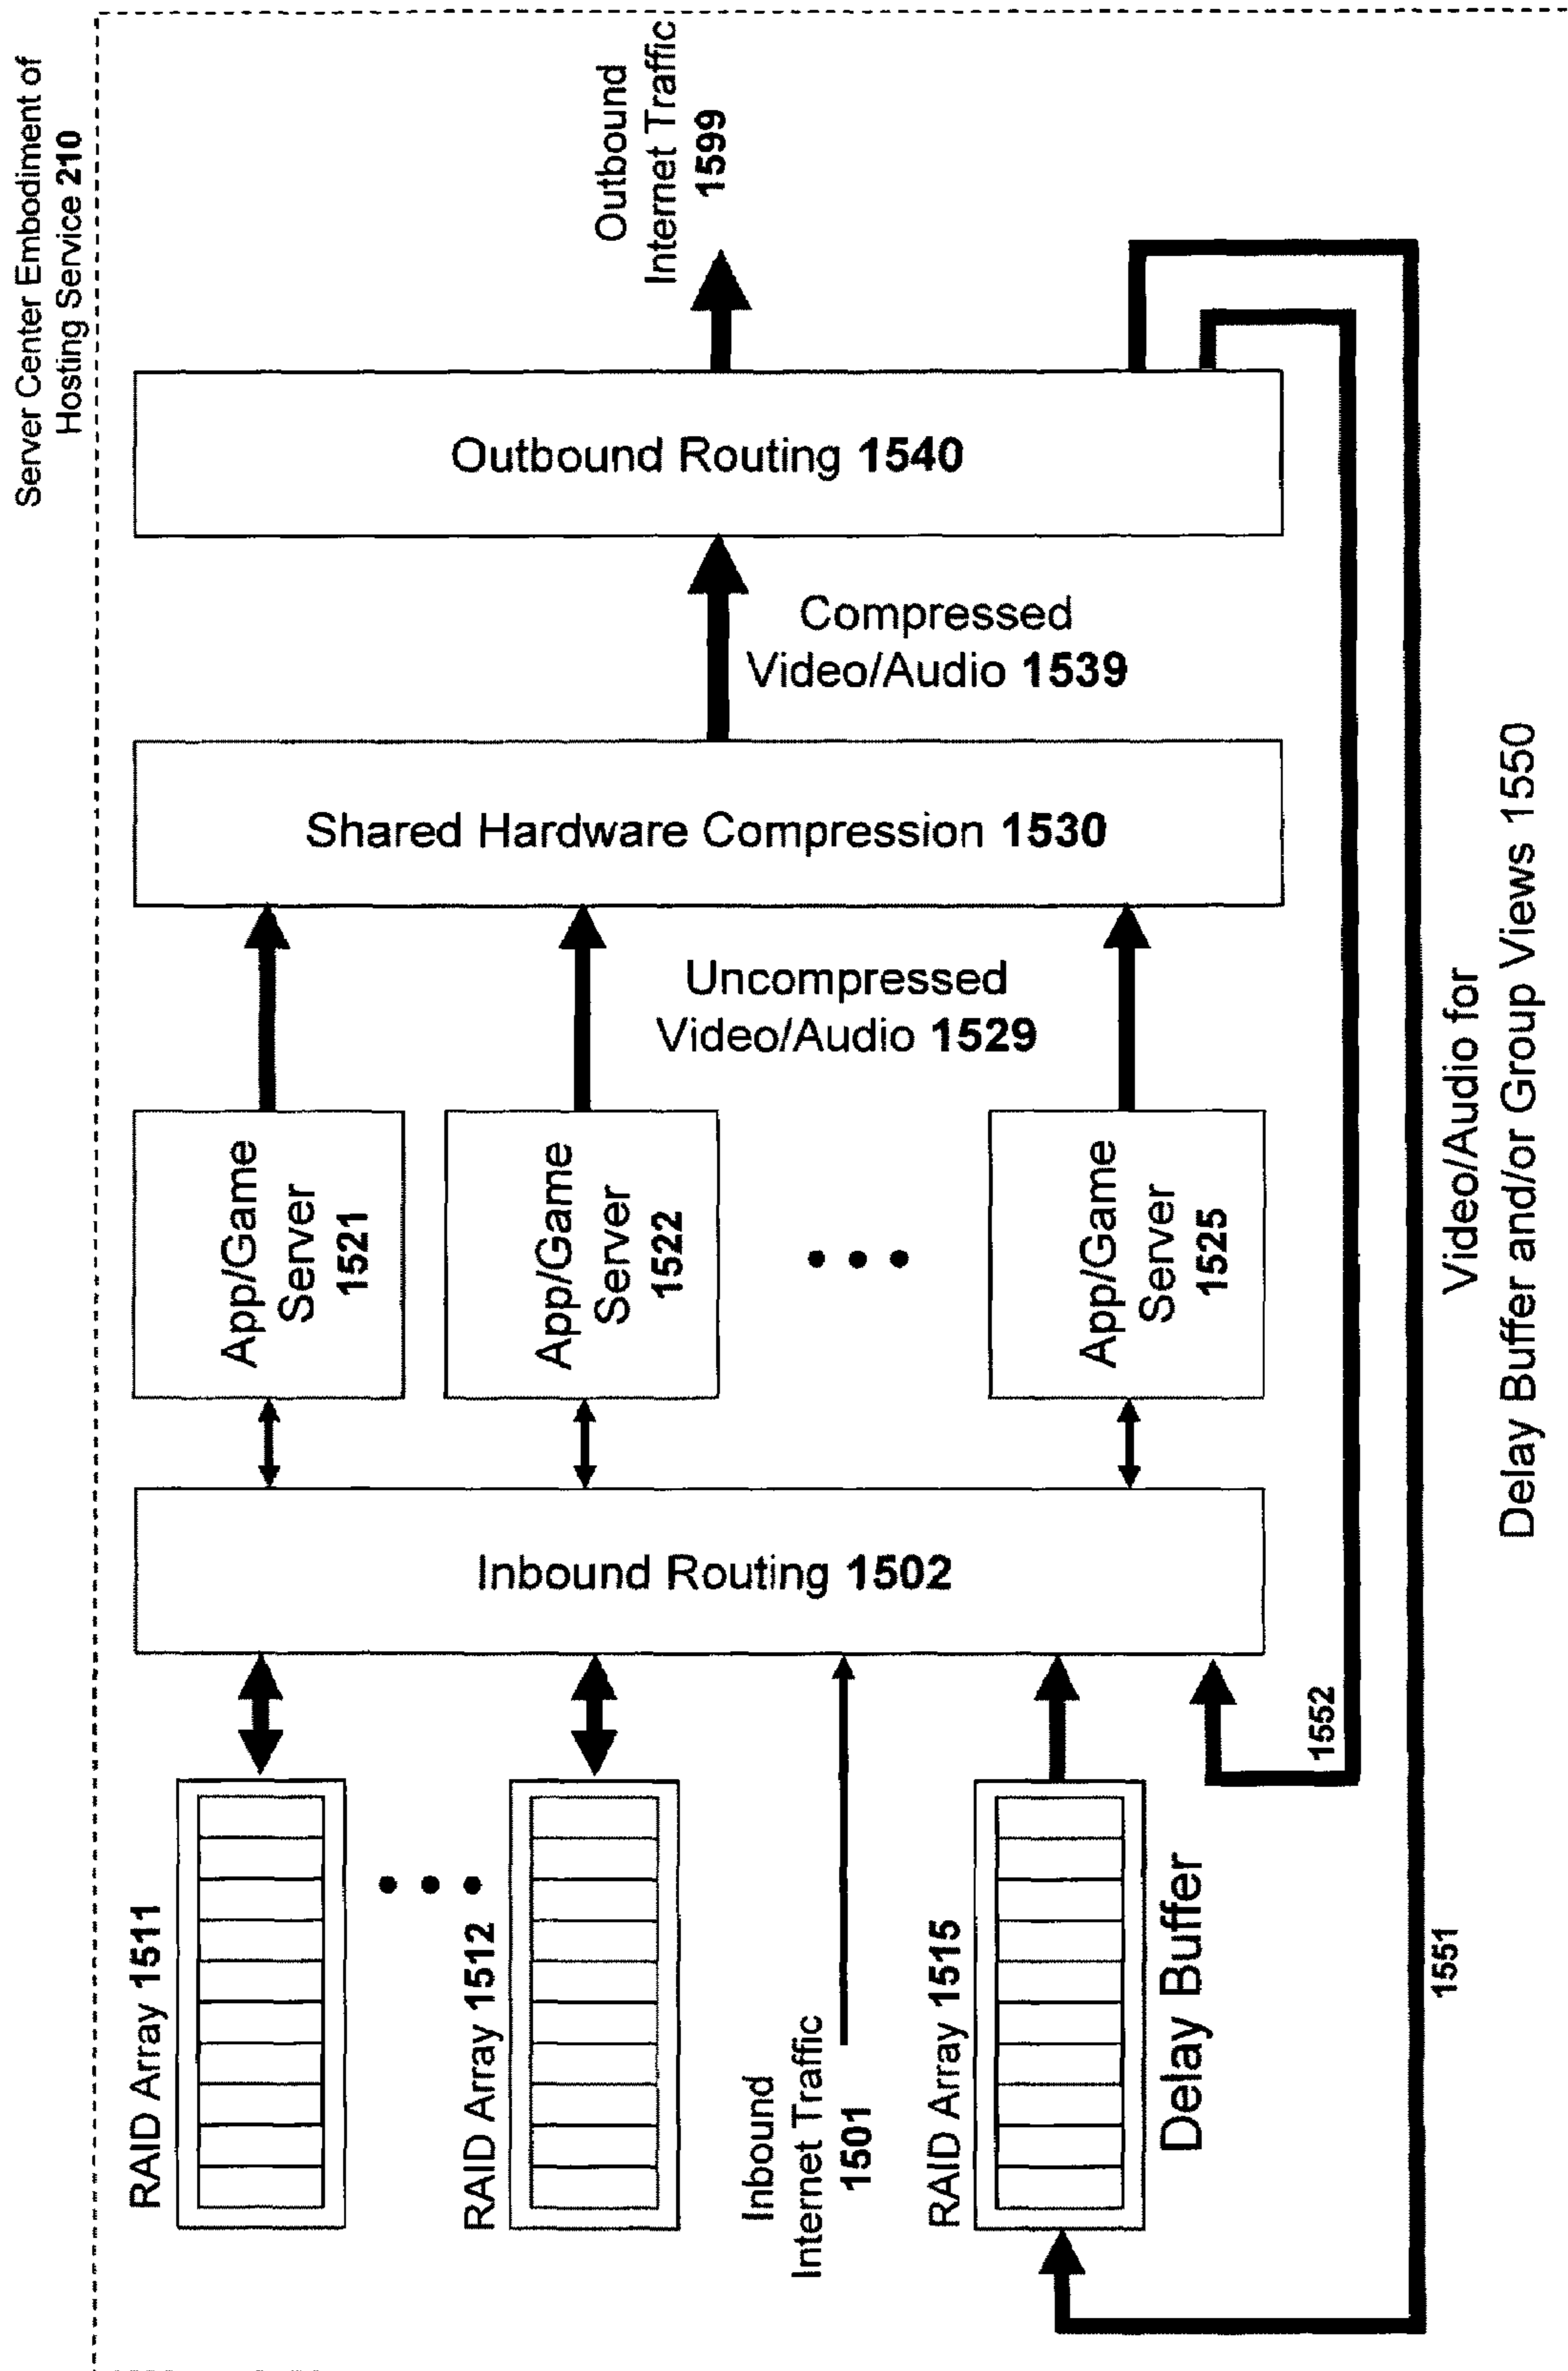 Server Center Embodiment of
Hosting Service 210
RAID Array 1511
RAID Array 1512
Inbound
Internet Traffic
1501
RAID Array 1515
Delay Buffer
Inbound Routing 1502
App/Game
Server
1521
App/Game
Server
1522
App/Game
Server
1525
Uncompressed
Video/Audio 1529
Shared Hardware Compression 1530
Compressed
Video/Audio 1539
Outbound Routing 1540
Outbound
Internet Traffic
1599
1552
1551
Video/Audio for
Delay Buffer and/or Group Views 1550